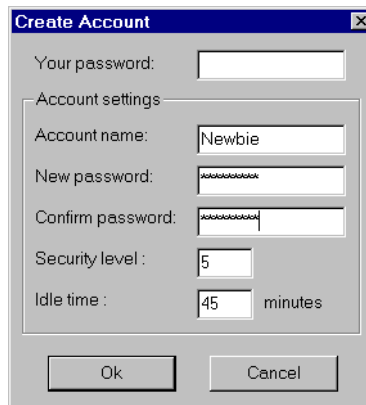 Create Account
Your password:
Account settings
Account name: Newbie
New password: *********
Confirm password: *********
Security level : 5
Idle time : 45 minutes
Ok Cancel